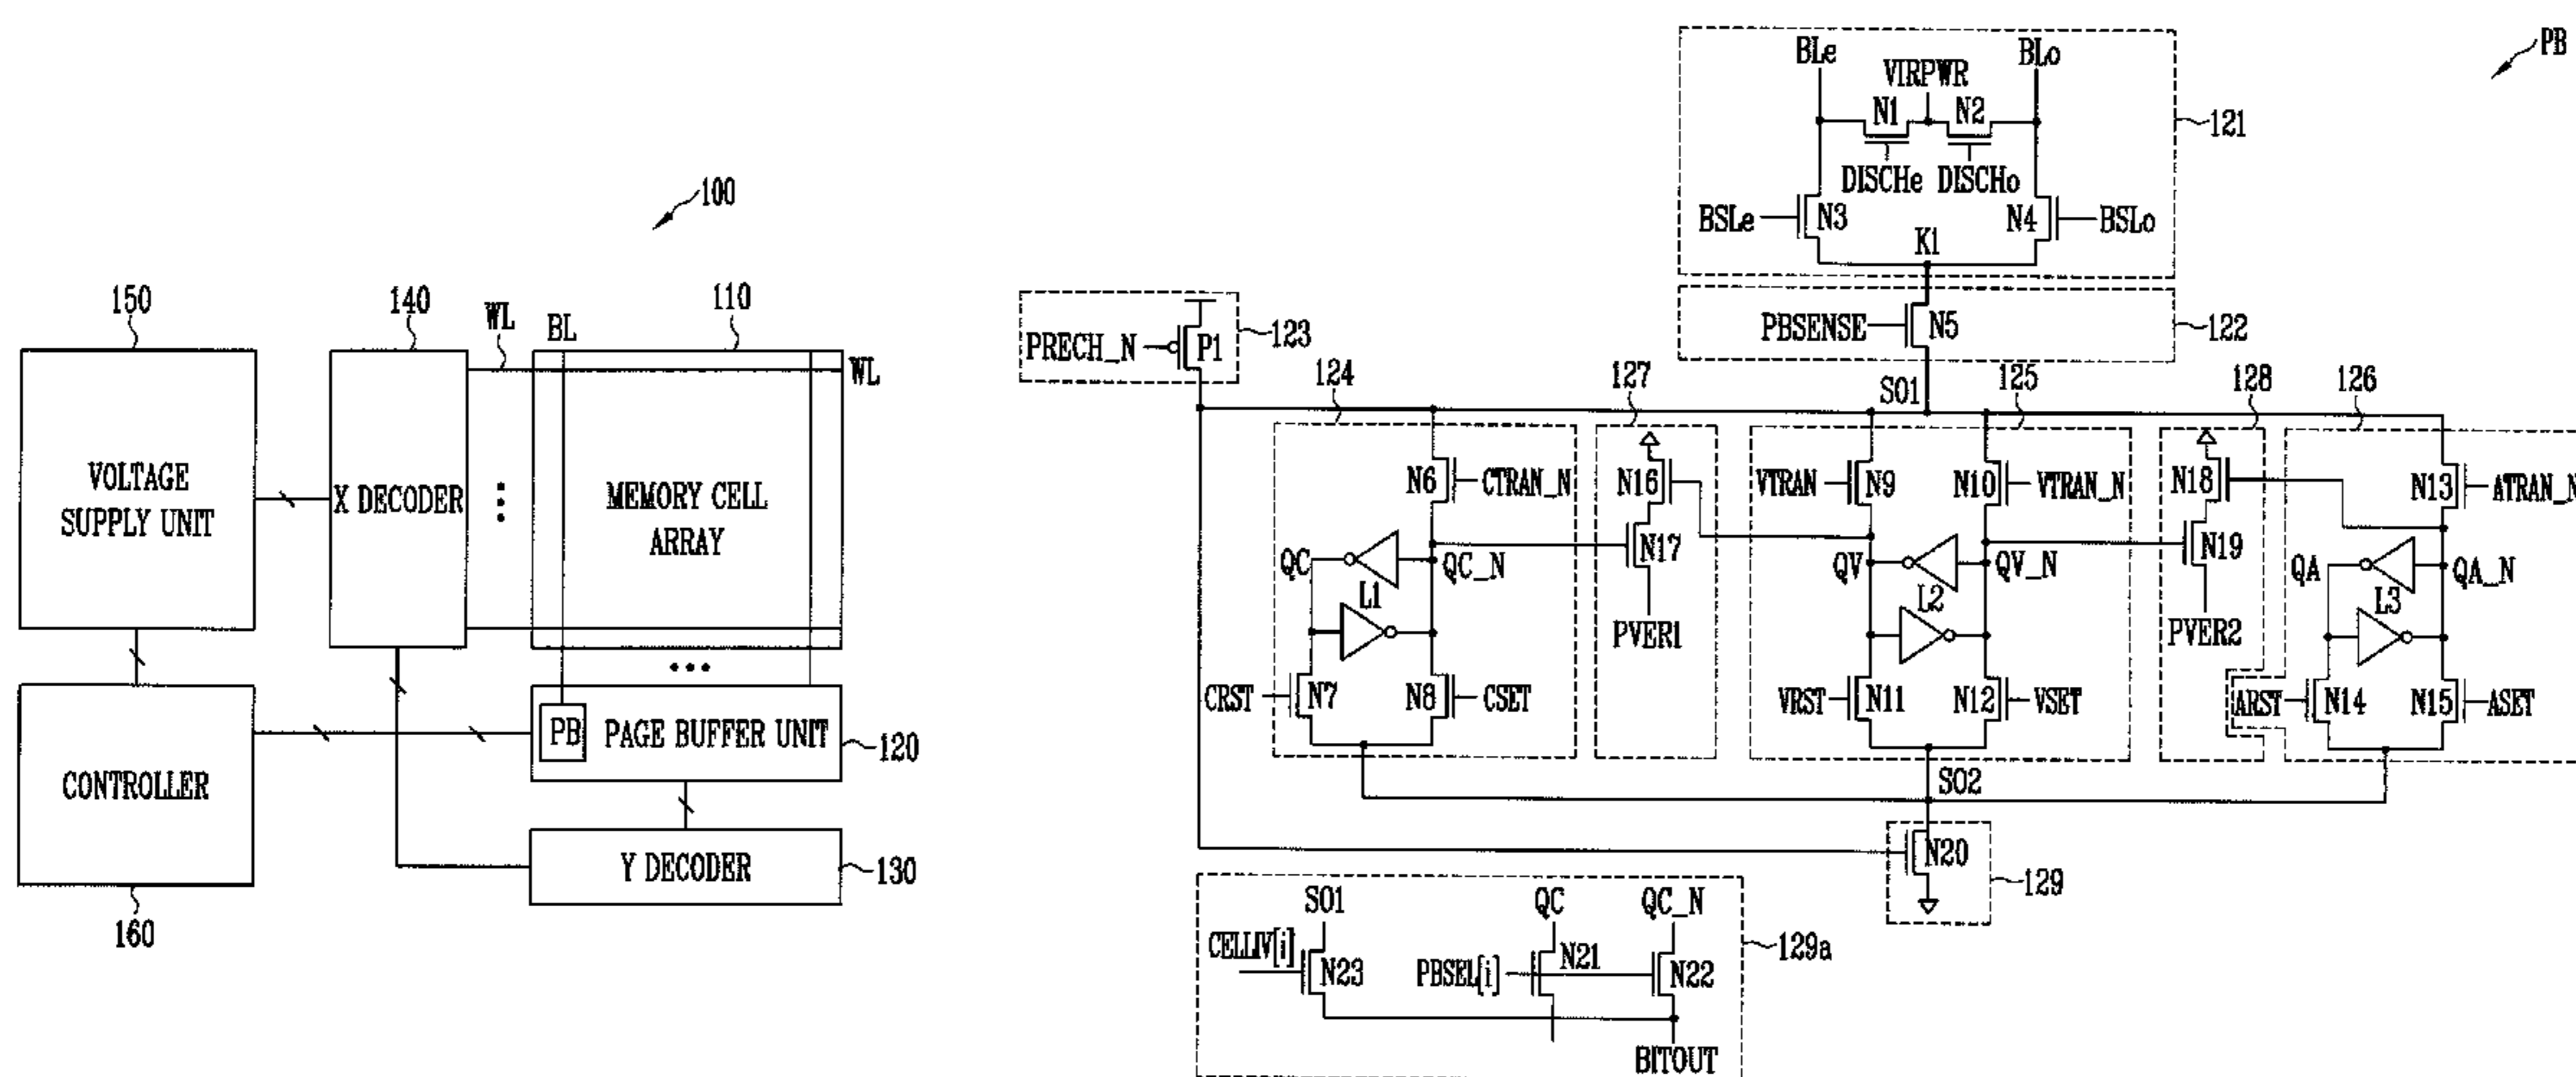 100
150
140
WL
BL
110
WL
VOLTAGE
SUPPLY UNIT
X DECODER
MEMORY CELL
ARRAY
CONTROLLER
PB
PAGE BUFFER UNIT
120
Y DECODER
130
160
PB
BLe
VIRPWR
BLo
N1
N2
121
DISCHe
DISCHo
BSLe
N3
N4
BSLo
K1
PRECH_N
P1
123
PBSENSE
N5
122
124
127
SO1
125
128
126
N6
CTRAN_N
N16
VTRAN
N9
N10
VTRAN_N
N18
N13
ATRAN_N
N17
N19
QC
QC_N
QV
QV_N
QA
QA_N
L1
L2
L3
PVER1
PVER2
CRST
N7
N8
CSET
VRST
N11
N12
VSET
ARST
N14
N15
ASET
SO2
N20
129
SO1
QC
QC_N
CELLIV[i]
N23
PBSEL[i]
N21
N22
129a
BITOUT